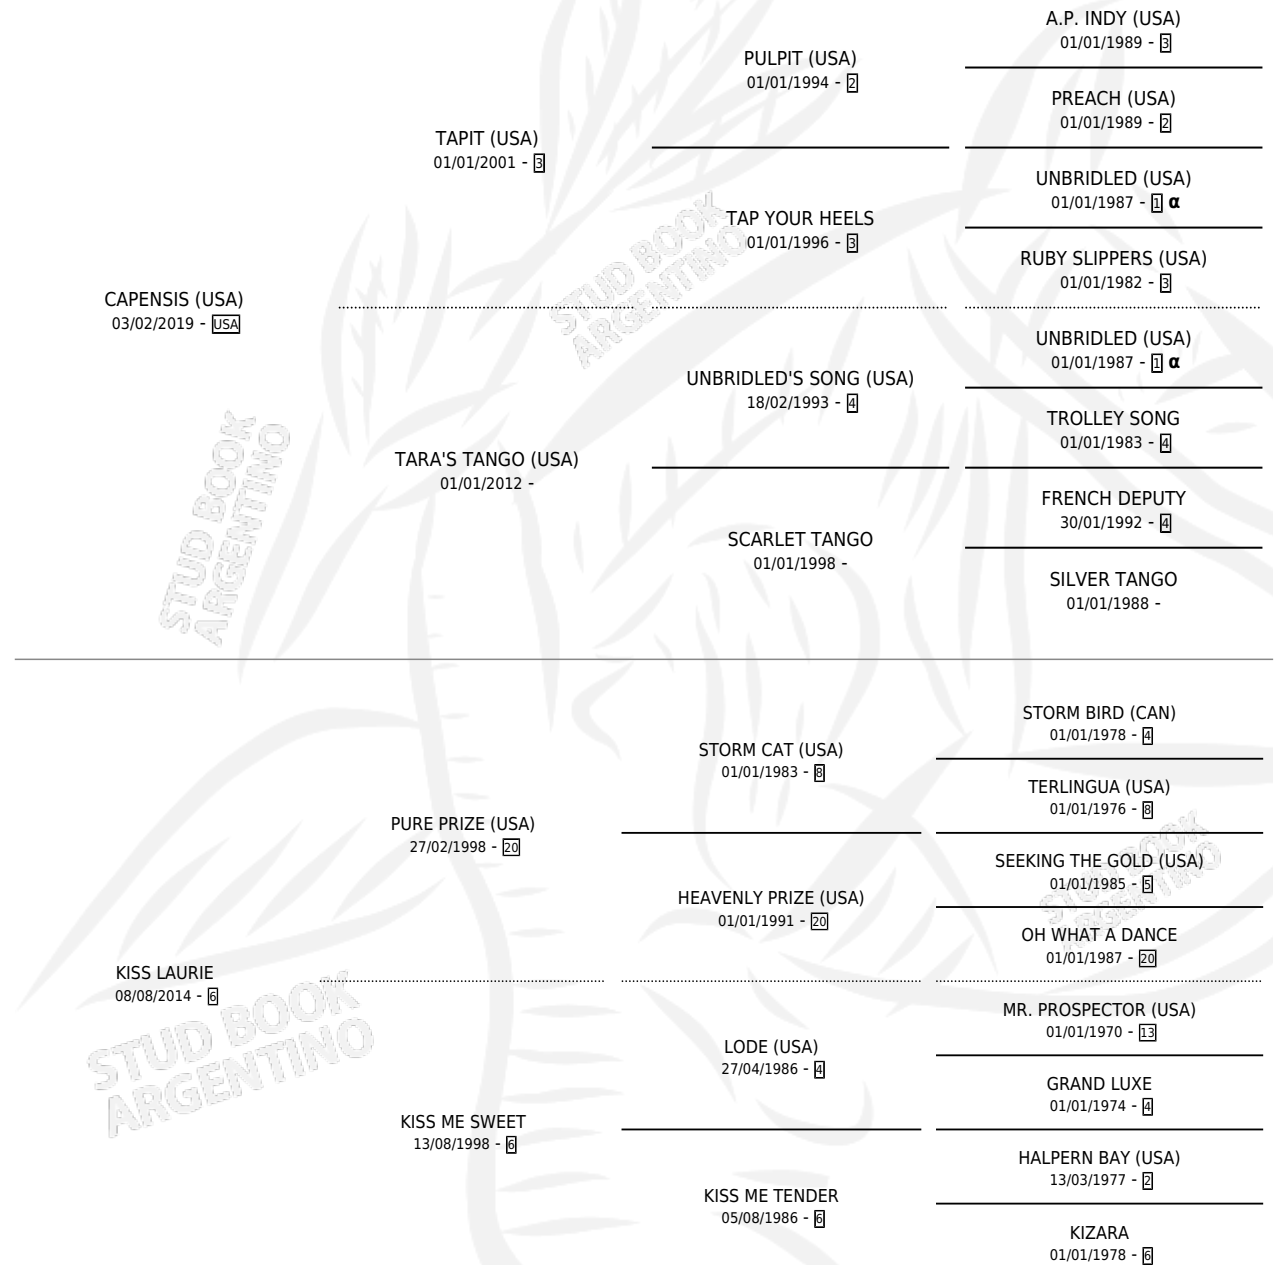 A.P. INDY (USA)
01/01/1989 - 3
PULPIT (USA)
01/01/1994 - 2
PREACH (USA)
01/01/1989 - 2
TAPIT (USA)
01/01/2001 - 3
UNBRIDLED (USA)
01/01/1987 - 1 α
TAP YOUR HEELS
01/01/1996 - 3
RUBY SLIPPERS (USA)
01/01/1982 - 3
CAPENSIS (USA)
03/02/2019 - USA
UNBRIDLED (USA)
01/01/1987 - 1 α
UNBRIDLED'S SONG (USA)
18/02/1993 - 4
TROLLEY SONG
01/01/1983 - 4
TARA'S TANGO (USA)
01/01/2012 -
FRENCH DEPUTY
30/01/1992 - 4
SCARLET TANGO
01/01/1998 -
SILVER TANGO
01/01/1988 -
STORM BIRD (CAN)
01/01/1978 - 4
STORM CAT (USA)
01/01/1983 - 8
TERLINGUA (USA)
01/01/1976 - 8
PURE PRIZE (USA)
27/02/1998 - 20
SEEKING THE GOLD (USA)
01/01/1985 - 5
HEAVENLY PRIZE (USA)
01/01/1991 - 20
OH WHAT A DANCE
01/01/1987 - 20
KISS LAURIE
08/08/2014 - 6
MR. PROSPECTOR (USA)
01/01/1970 - 13
LODE (USA)
27/04/1986 - 4
GRAND LUXE
01/01/1974 - 4
KISS ME SWEET
13/08/1998 - 6
HALPERN BAY (USA)
13/03/1977 - 2
KISS ME TENDER
05/08/1986 - 6
KIZARA
01/01/1978 - 6
STUD BOOK
ARGENTINO
STUD BOOK
ARGENTINO
STUD BOOK
ARGENTINO
STUD BOOK
ARGENTINO